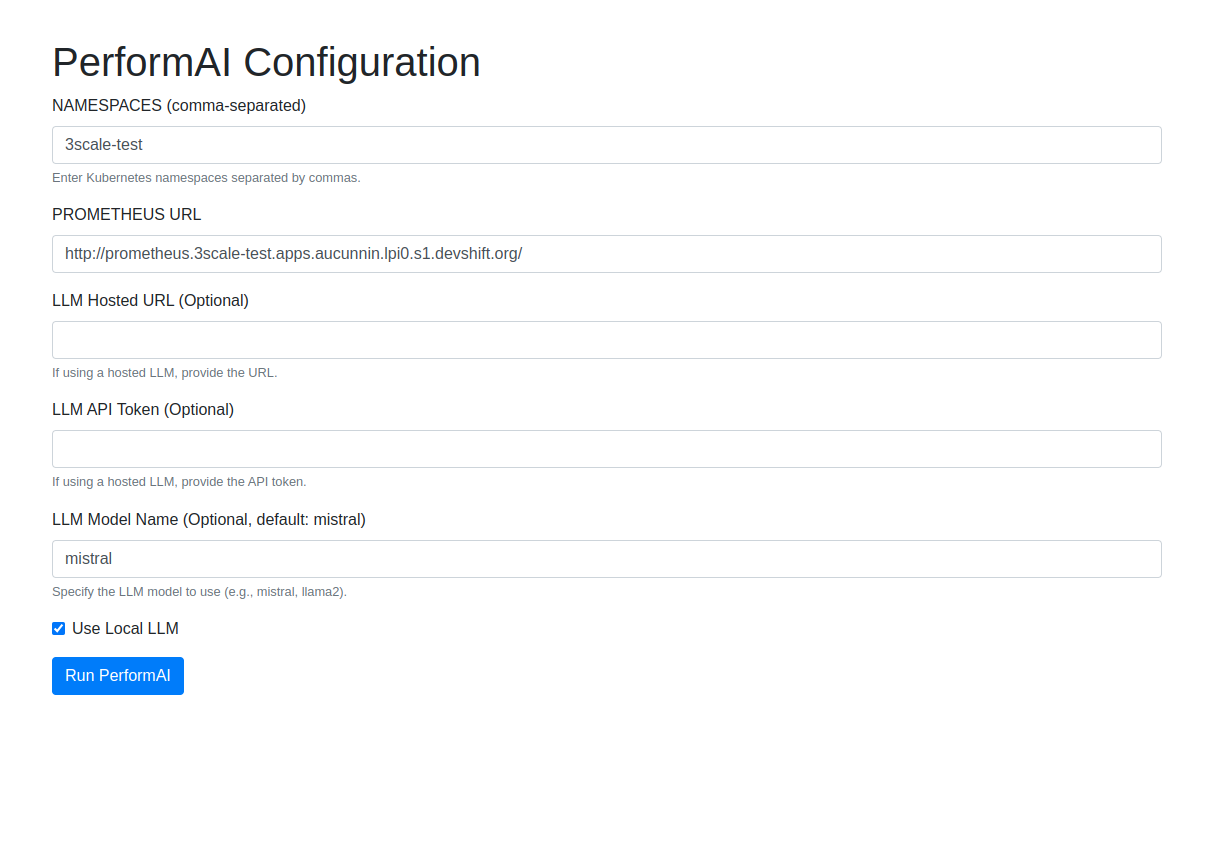 PerformAI Configuration
NAMESPACES (comma-separated)
3scale-test
Enter Kubernetes namespaces separated by commas.
PROMETHEUS URL
http://prometheus.3scale-test.apps.aucunnin.lpi0.s1.devshift.org/
LLM Hosted URL (Optional)
If using a hosted LLM, provide the URL.
LLM API Token (Optional)
If using a hosted LLM, provide the API token.
LLM Model Name (Optional, default: mistral)
mistral
Specify the LLM model to use (e.g., mistral, llama2).
Use Local LLM
Run PerformAI